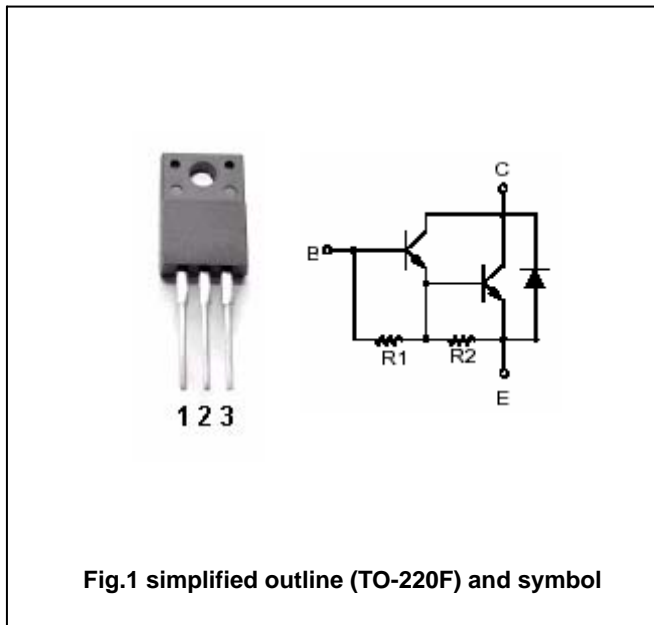 C
B
R1 R2
E
1 2 3
Fig.1 simplified outline (TO-220F) and symbol